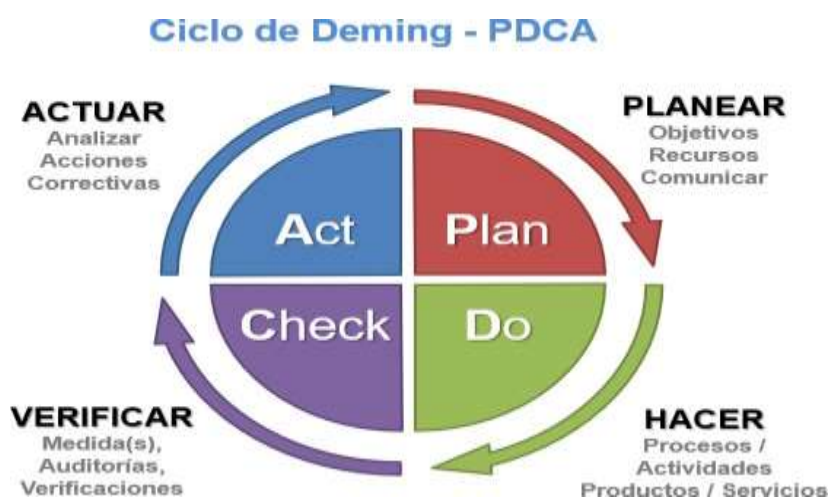 Ciclo de Deming - PDCA
ACTUAR
Analizar
Acciones
Correctivas
PLANEAR
Objetivos
Recursos
Comunicar
Act
Plan
Check
Do
VERIFICAR
Medida(s),
Auditorías,
Verificaciones
HACER
Procesos /
Actividades
Productos / Servicios